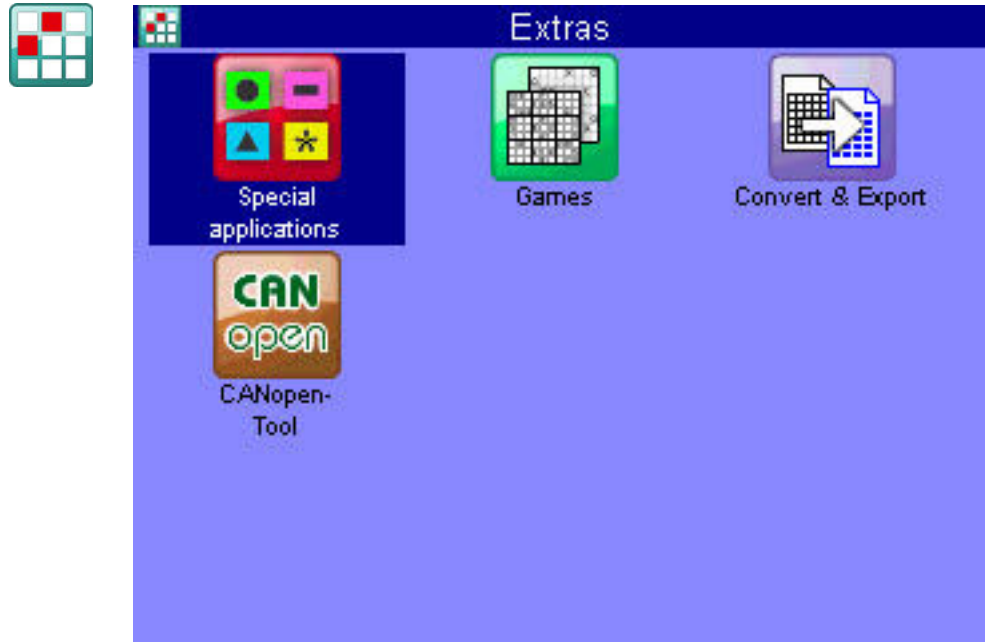 Extras
Special
applications
Games
Convert & Export
CAN
open
CANopen-
Tool